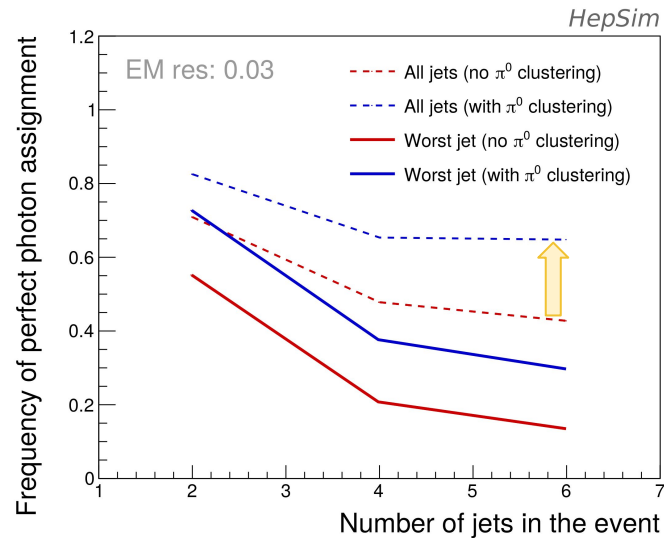 HepSim
EM res: 0.03
All jets (no π⁰ clustering)
All jets (with π⁰ clustering)
Worst jet (no π⁰ clustering)
Worst jet (with π⁰ clustering)
Frequency of perfect photon assignment
1.2
1
0.8
0.6
0.4
0.2
0
1 2 3 4 5 6 7
Number of jets in the event